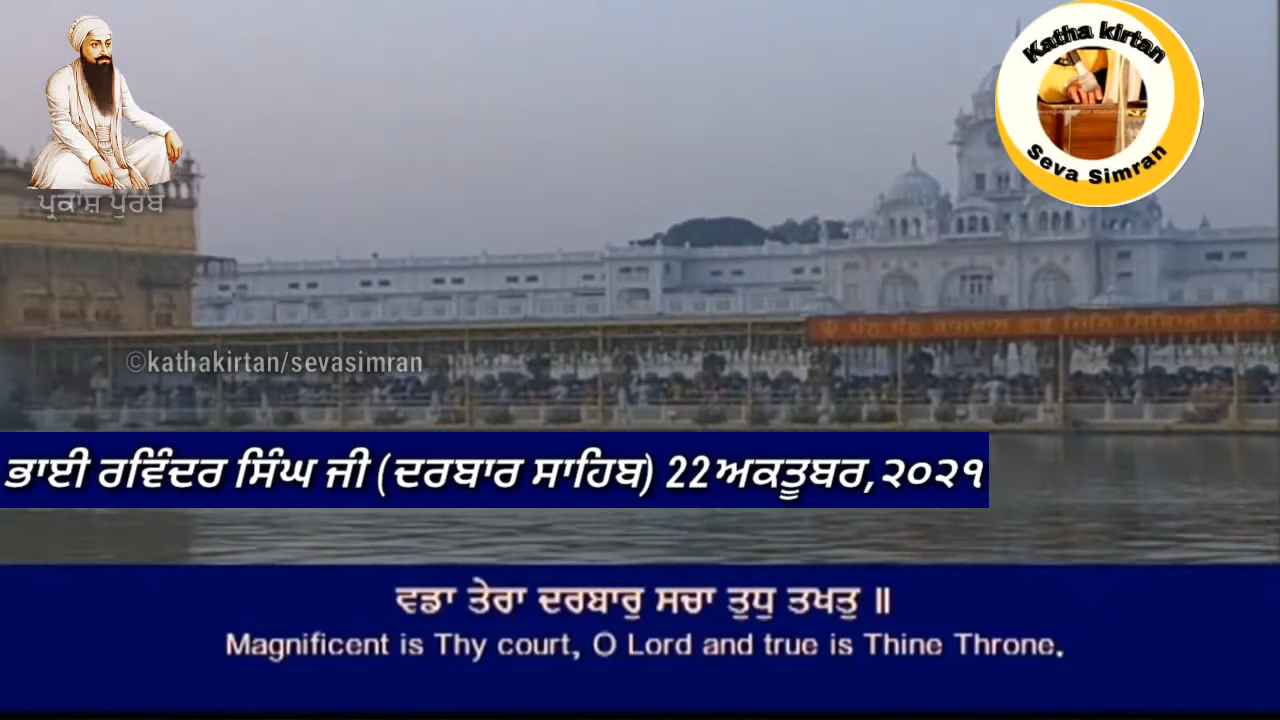 Katha kirtan
Seva Simran
ਪ੍ਰਕਾਸ਼ ਪੁਰਬ
©kathakirtan/sevasimran
ਭਾਈ ਰਵਿੰਦਰ ਸਿੰਘ ਜੀ (ਦਰਬਾਰ ਸਾਹਿਬ) 22ਅਕਤੂਬਰ,੨੦੨੧
ਵਡਾ ਤੇਰਾ ਦਰਬਾਰੁ ਸਚਾ ਤੁਧੁ ਤਖਤੁ ॥
Magnificent is Thy court, O Lord and true is Thine Throne.